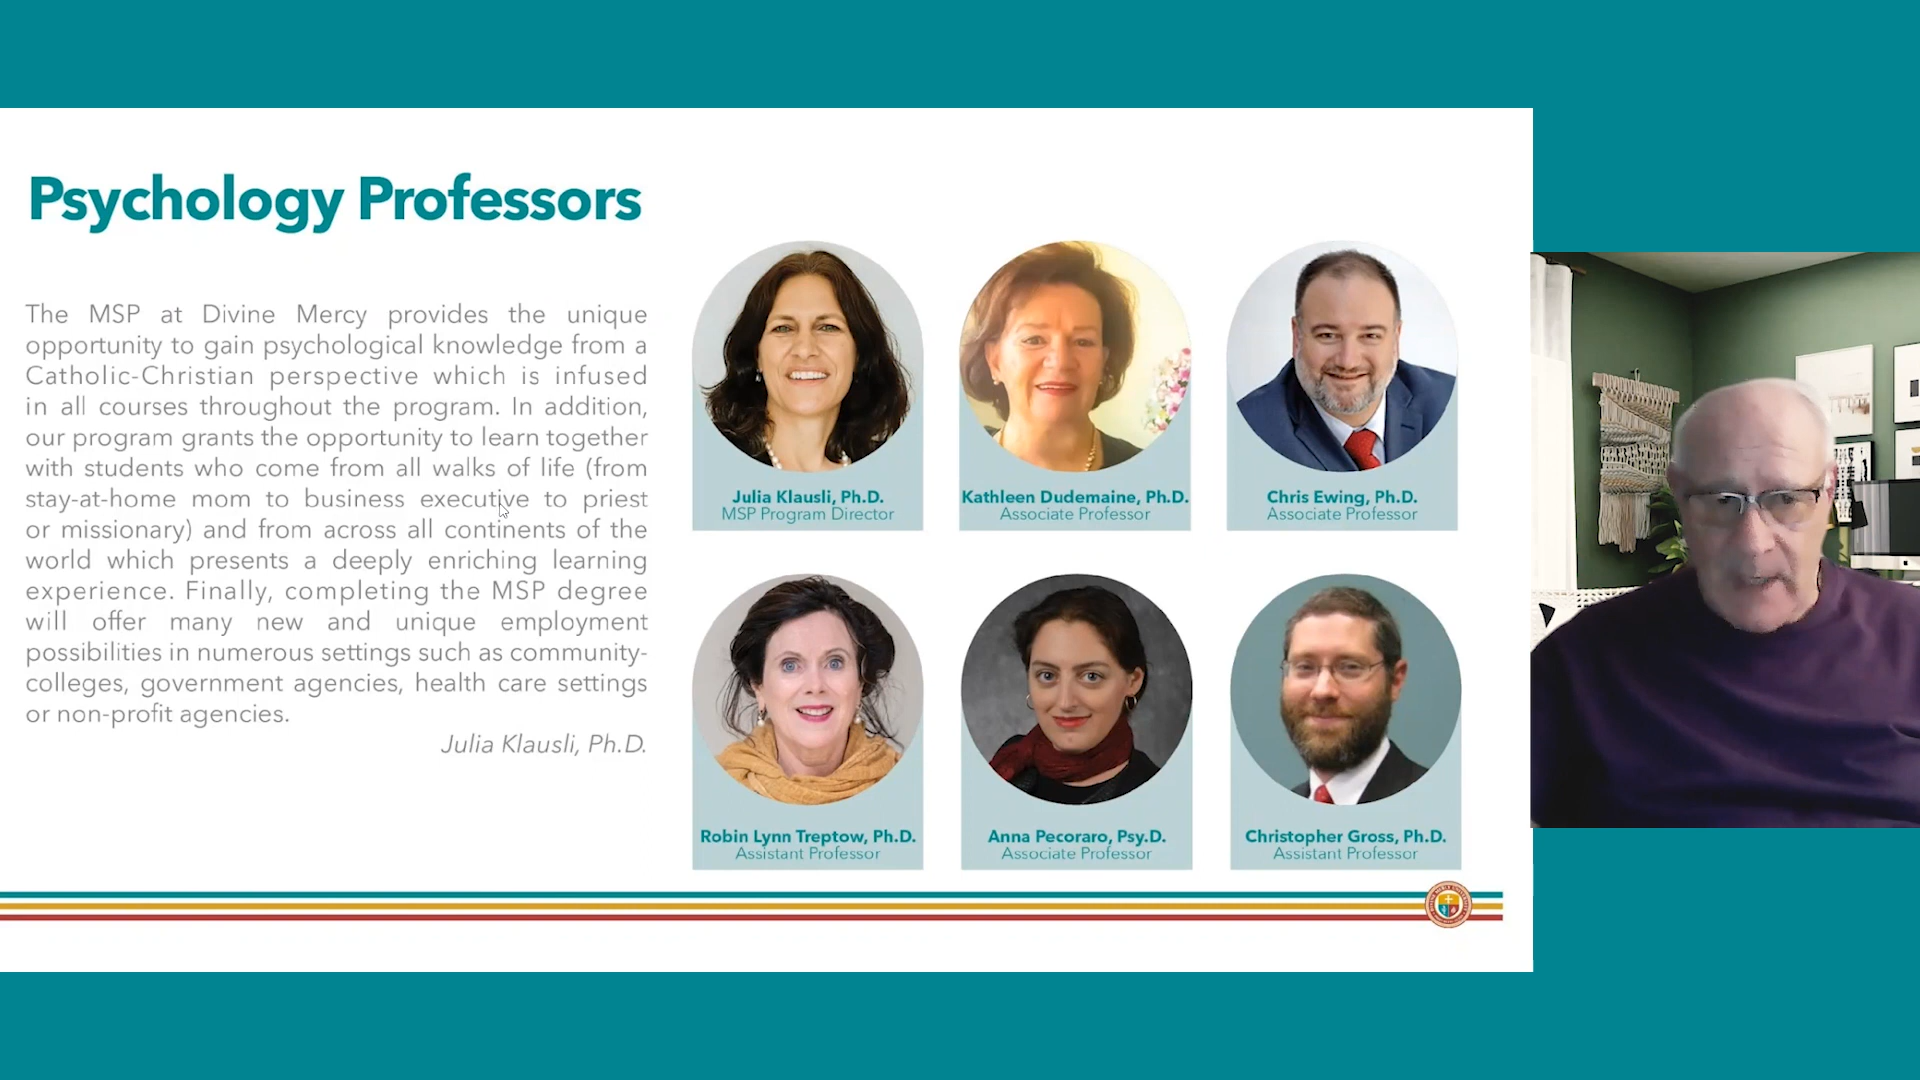 Psychology Professors
The MSP at Divine Mercy provides the unique
opportunity to gain psychological knowledge from a
Catholic-Christian perspective which is infused
in all courses throughout the program. In addition,
our program grants the opportunity to learn together
with students who come from all walks of life (from
stay-at-home mom to business executive to priest
or missionary) and from across all continents of the
world which presents a deeply enriching learning
experience. Finally, completing the MSP degree
will offer many new and unique employment
possibilities in numerous settings such as community-
colleges, government agencies, health care settings
or non-profit agencies.
Julia Klausli, Ph.D.
Julia Klausli, Ph.D.
MSP Program Director
Kathleen Dudemaine, Ph.D.
Associate Professor
Chris Ewing, Ph.D.
Associate Professor
Robin Lynn Treptow, Ph.D.
Assistant Professor
Anna Pecoraro, Psy.D.
Associate Professor
Christopher Gross, Ph.D.
Assistant Professor